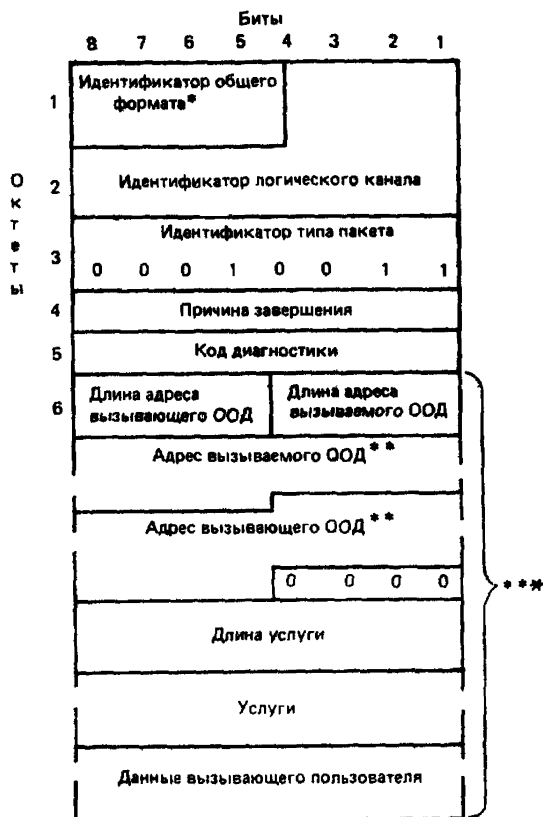 Биты
8 7 6 5 4 3 2 1
Октеты
1
Идентификатор общего
формата*
2
Идентификатор логического канала
Идентификатор типа пакета
3
0 0 0 1 0 0 1 1
4
Причина завершения
5
Код диагностики
6
Длина адреса
вызывающего ООД
Длина адреса
вызываемого ООД
Адрес вызываемого ООД**
Адрес вызывающего ООД**
0 0 0 0
***
Длина услуги
Услуги
Данные вызывающего пользователя